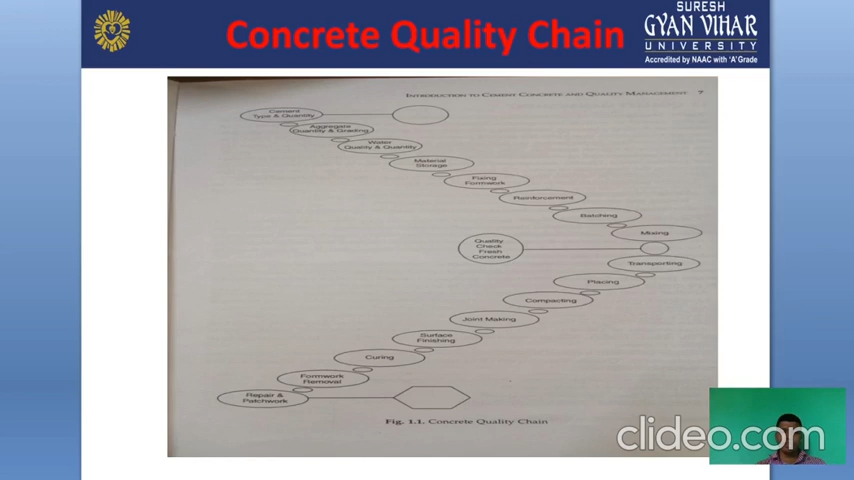 Concrete Quality Chain
SURESH
GYAN VIHAR
UNIVERSITY
Accredited by NAAC with 'A' Grade
INTRODUCTION TO CEMENT CONCRETE AND QUALITY MANAGEMENT 7
Cement
Type & Quantity
Aggregate
Quantity & Grading
Water
Quality & Quantity
Material
Storage
Fixing
Formwork
Reinforcement
Batching
Mixing
Quality
Check
Fresh
Concrete
Transporting
Placing
Compacting
Joint Making
Surface
Finishing
Curing
Formwork
Removal
Repair &
Patchwork
Fig. 1.1. Concrete Quality Chain
clideo.com